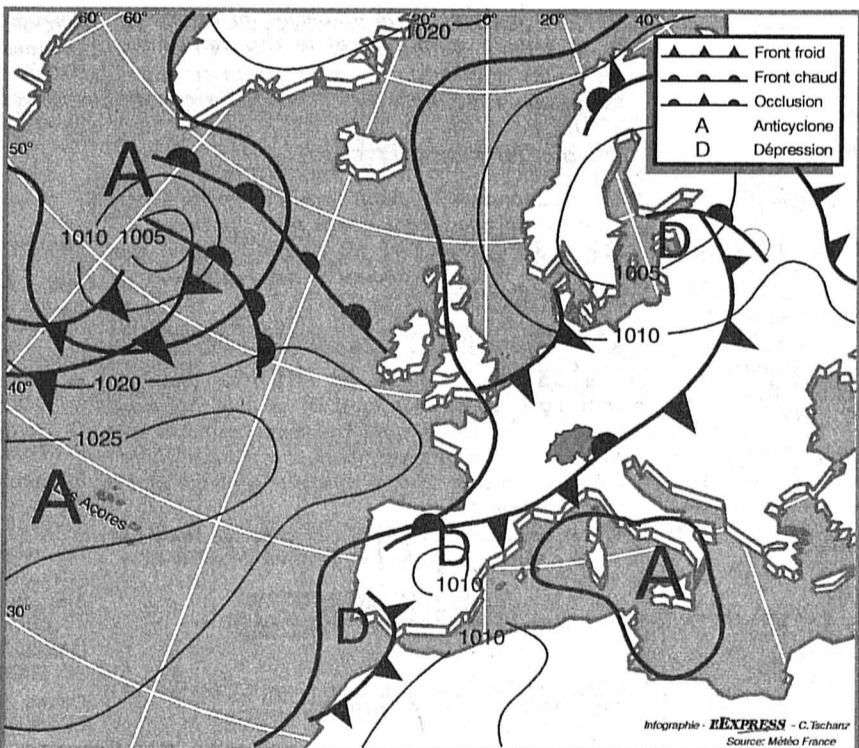 60° 60° 20° 0° 20° 40°
1020
Front froid
Front chaud
Occlusion
A Anticyclone
D Dépression
50°
A
1010 1005
D
1005
1010
40°
1020
1025
A
Les Açores
D
1010
A
30°
D
1010
Infographie - L'EXPRESS - C. Tschanz
Source: Météo France